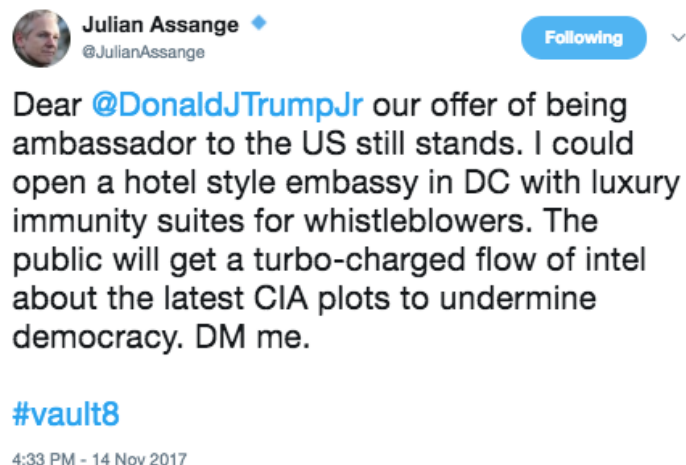 Julian Assange
@JulianAssange
Following
Dear @DonaldJTrumpJr our offer of being
ambassador to the US still stands. I could
open a hotel style embassy in DC with luxury
immunity suites for whistleblowers. The
public will get a turbo-charged flow of intel
about the latest CIA plots to undermine
democracy. DM me.
#vault8
4:33 PM - 14 Nov 2017